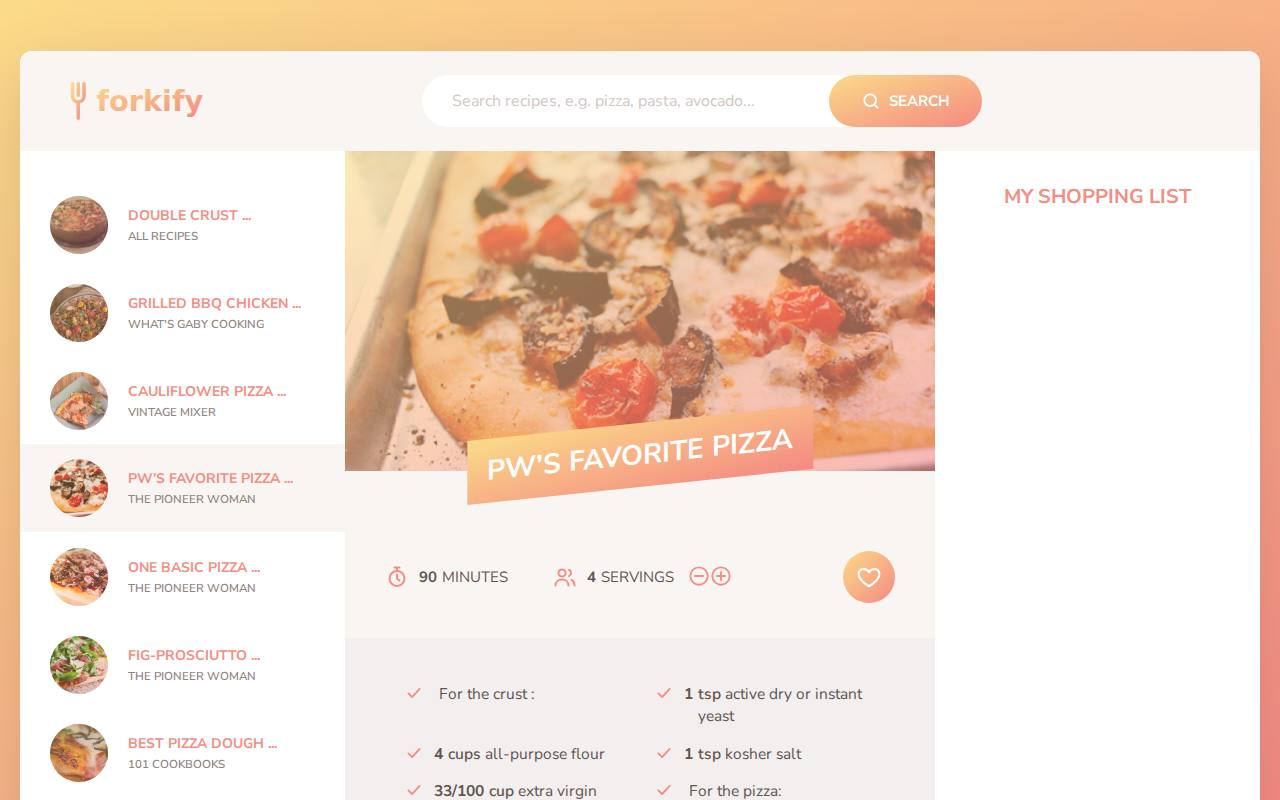 forkify
Search recipes, e.g. pizza, pasta, avocado...
SEARCH
DOUBLE CRUST ...
ALL RECIPES
GRILLED BBQ CHICKEN ...
WHAT'S GABY COOKING
CAULIFLOWER PIZZA ...
VINTAGE MIXER
PW'S FAVORITE PIZZA ...
THE PIONEER WOMAN
ONE BASIC PIZZA ...
THE PIONEER WOMAN
FIG-PROSCIUTTO ...
THE PIONEER WOMAN
BEST PIZZA DOUGH ...
101 COOKBOOKS
PW'S FAVORITE PIZZA
90 MINUTES
4 SERVINGS
For the crust :
1 tsp active dry or instant
yeast
4 cups all-purpose flour
1 tsp kosher salt
33/100 cup extra virgin
For the pizza:
MY SHOPPING LIST